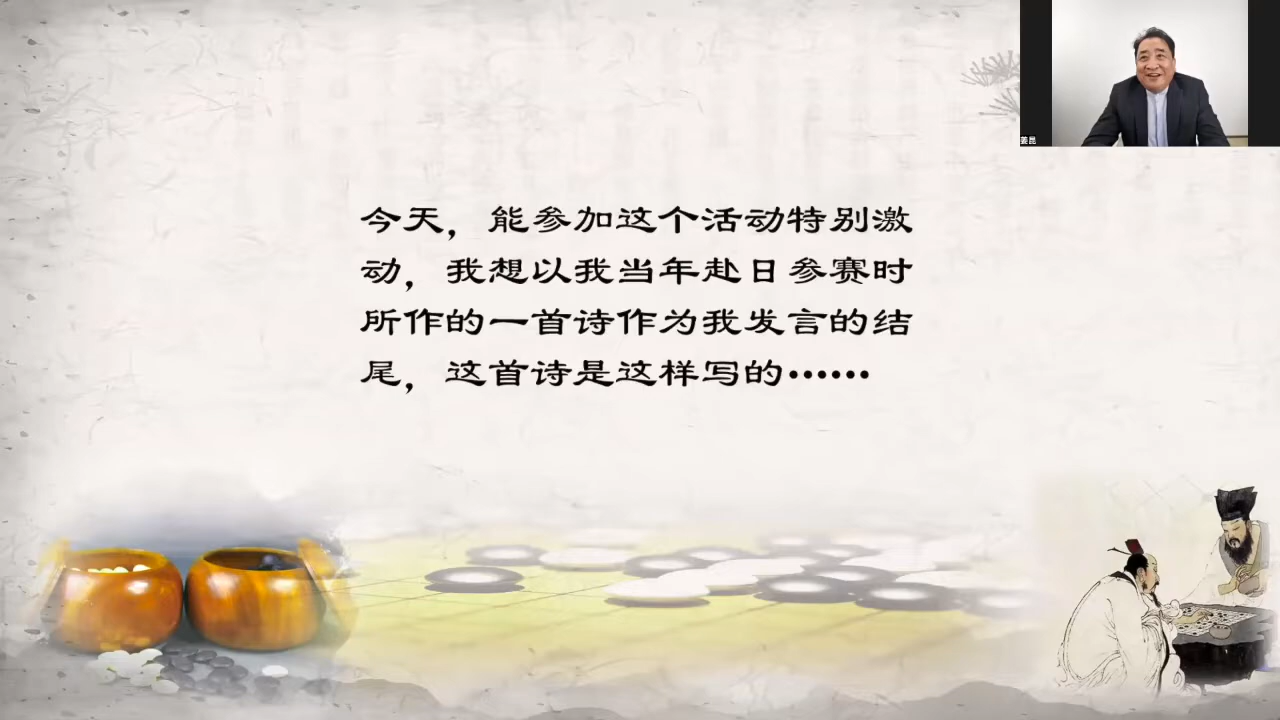 姜昆
今天，能参加这个活动特别激
动，我想以我当年赴日参赛时
所作的一首诗作为我发言的结
尾，这首诗是这样写的······